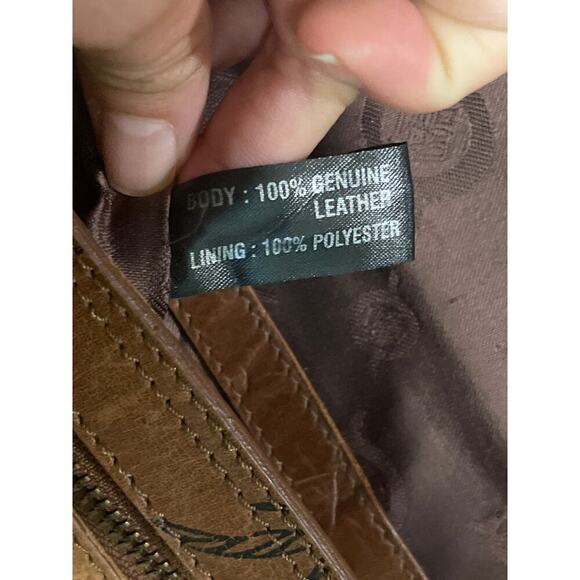 BODY : 100% GENUINE
LEATHER
LINING : 100% POLYESTER